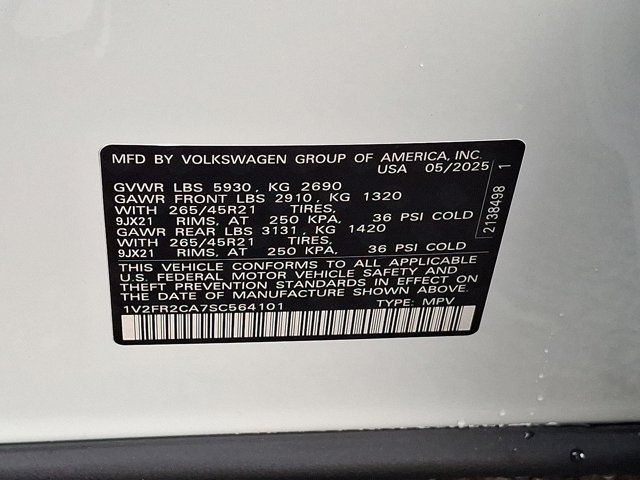 MFD BY VOLKSWAGEN GROUP OF AMERICA, INC.
USA 05/2025
GVWR LBS 5930, KG 2690
GAWR FRONT LBS 2910, KG 1320
WITH 265/45R21 TIRES,
9JX21 RIMS, AT 250 KPA, 36 PSI COLD
GAWR REAR LBS 3131, KG 1420
WITH 265/45R21 TIRES,
9JX21 RIMS, AT 250 KPA, 36 PSI COLD
THIS VEHICLE CONFORMS TO ALL APPLICABLE
U.S. FEDERAL MOTOR VEHICLE SAFETY AND
THEFT PREVENTION STANDARDS IN EFFECT ON
THE DATE OF MANUFACTURE SHOWN ABOVE.
1V2FR2CA7SC564101 TYPE: MPV
2138498 1